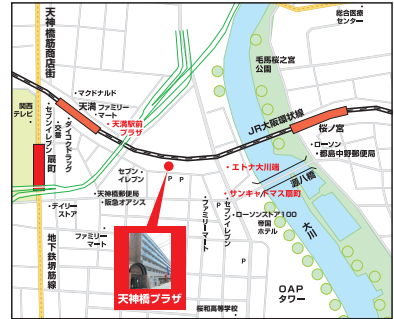 天神橋筋商店街
総合医療
センター
毛馬桜之宮
公園
マクドナルド
天満
ファミリー
マート
天満駅前
プラザ
関西
テレビ
セブンイレブン
交番
ダイコクドラッグ
扇町
JR大阪環状線
桜ノ宮
ローソン
都島中野郵便局
エトナ大川端
源八橋
セブン
イレブン
P
P
サンキャドマス扇町
天神橋郵便局
阪急オアシス
デイリー
ストア
ファミリーマート
セブンイレブン
ローソンストア100
帝国
ホテル
大川
ファミリー
マート
P
地下鉄堺筋線
天神橋プラザ
P
OAP
タワー
桜和高等学校